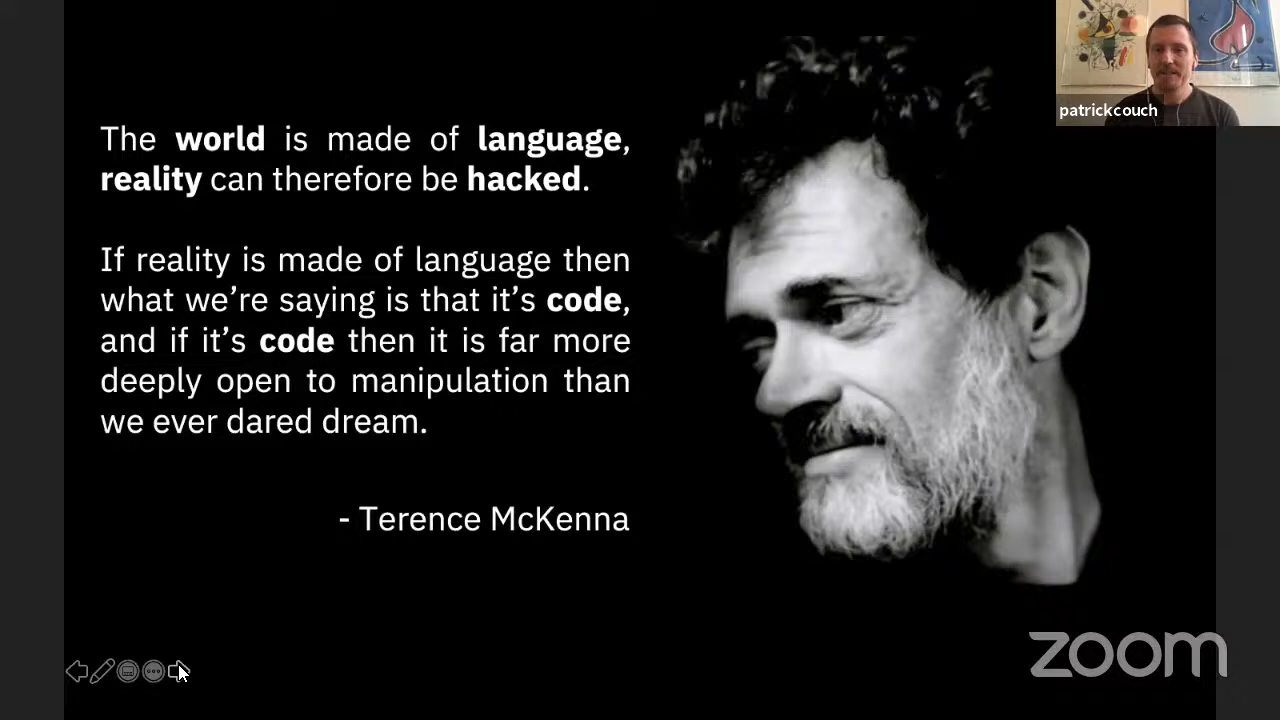 patrickcouch
The world is made of language,
reality can therefore be hacked.
If reality is made of language then
what we’re saying is that it’s code,
and if it’s code then it is far more
deeply open to manipulation than
we ever dared dream.
- Terence McKenna
zoom